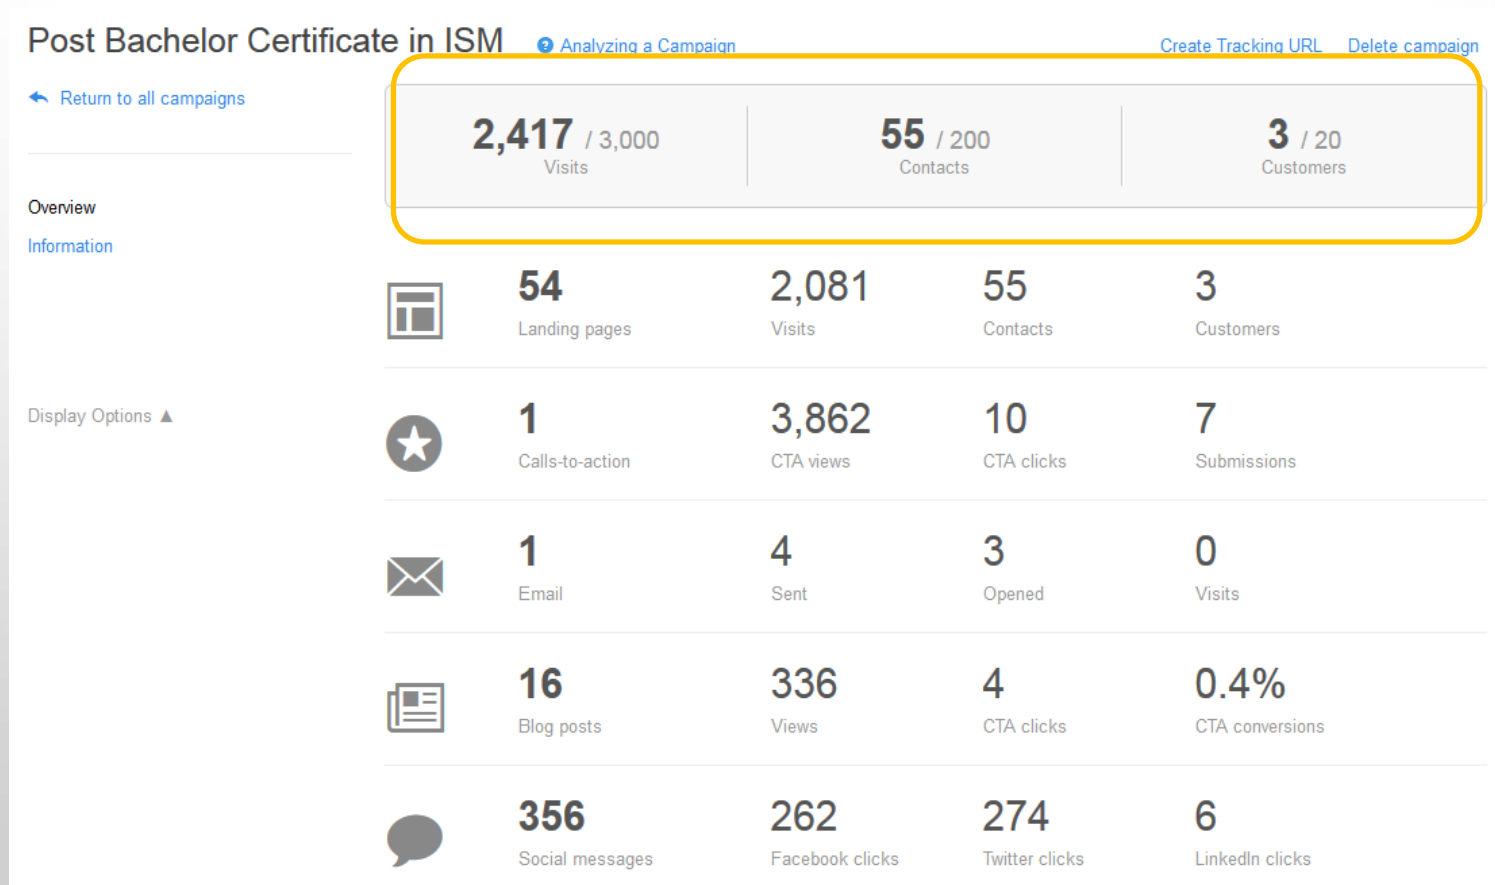 Post Bachelor Certificate in ISM ? Analyzing a Campaign Create Tracking URL Delete campaign
Return to all campaigns
2,417 / 3,000 55 / 200 3 / 20
Visits Contacts Customers
Overview
Information
54 2,081 55 3
Landing pages Visits Contacts Customers
Display Options ▲
1 3,862 10 7
Calls-to-action CTA views CTA clicks Submissions
1 4 3 0
Email Sent Opened Visits
16 336 4 0.4%
Blog posts Views CTA clicks CTA conversions
356 262 274 6
Social messages Facebook clicks Twitter clicks LinkedIn clicks